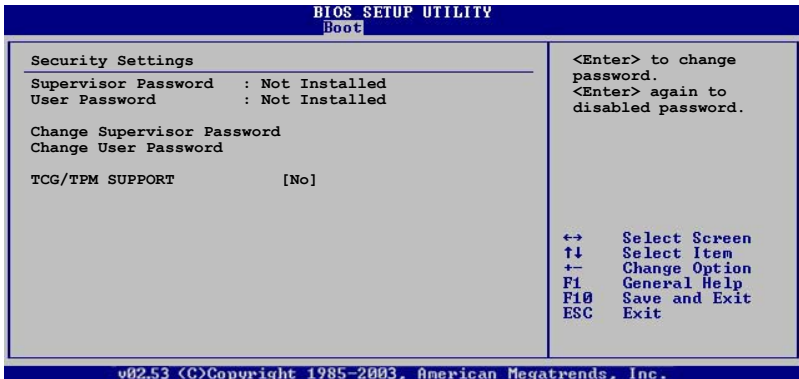 BIOS SETUP UTILITY
Boot
Security Settings
Supervisor Password : Not Installed
User Password : Not Installed
Change Supervisor Password
Change User Password
TCG/TPM SUPPORT [No]
<Enter> to change
password.
<Enter> again to
disabled password.
←→ Select Screen
↑↓ Select Item
+- Change Option
F1 General Help
F10 Save and Exit
ESC Exit
v02.53 (C)Copyright 1985-2003, American Megatrends, Inc.